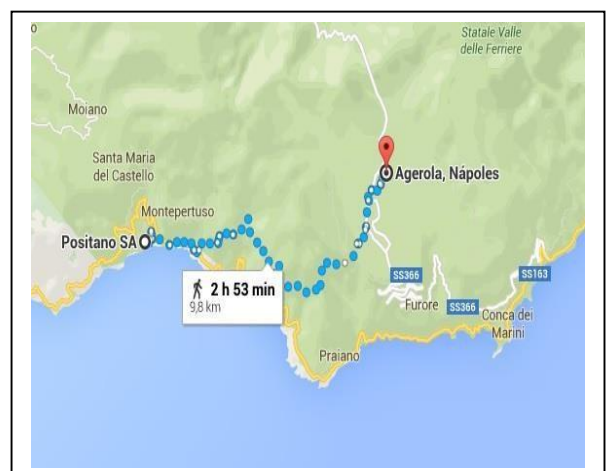 o
Statale Valle
delle Ferriere
Moiano
Santa Maria
del Castello
Agerola, Nápoles
Montepertuso
Positano SA
2 h 53 min
9,8 km
SS366
SS163
Furore
SS366
Conca dei
Marini
Praiano